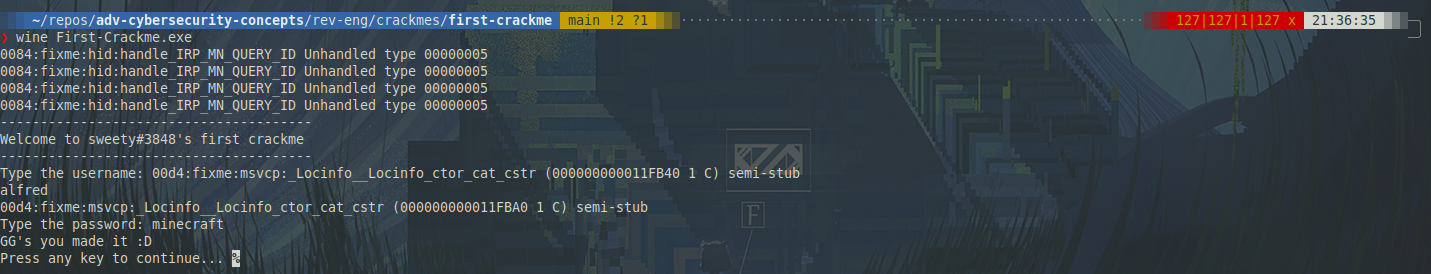 ~/repos/adv-cybersecurity-concepts/rev-eng/crackmes/first-crackme main !2 ?1 127|127|1|127 x 21:36:35
❯ wine First-Crackme.exe
0084:fixme:hid:handle_IRP_MN_QUERY_ID Unhandled type 00000005
0084:fixme:hid:handle_IRP_MN_QUERY_ID Unhandled type 00000005
0084:fixme:hid:handle_IRP_MN_QUERY_ID Unhandled type 00000005
0084:fixme:hid:handle_IRP_MN_QUERY_ID Unhandled type 00000005
---------------------------------------
Welcome to sweety#3848's first crackme
---------------------------------------
Type the username: 00d4:fixme:msvcp:_Locinfo__Locinfo_ctor_cat_cstr (000000000011FB40 1 C) semi-stub
alfred
00d4:fixme:msvcp:_Locinfo__Locinfo_ctor_cat_cstr (000000000011FBA0 1 C) semi-stub
Type the password: minecraft
GG's you made it :D
Press any key to continue... %